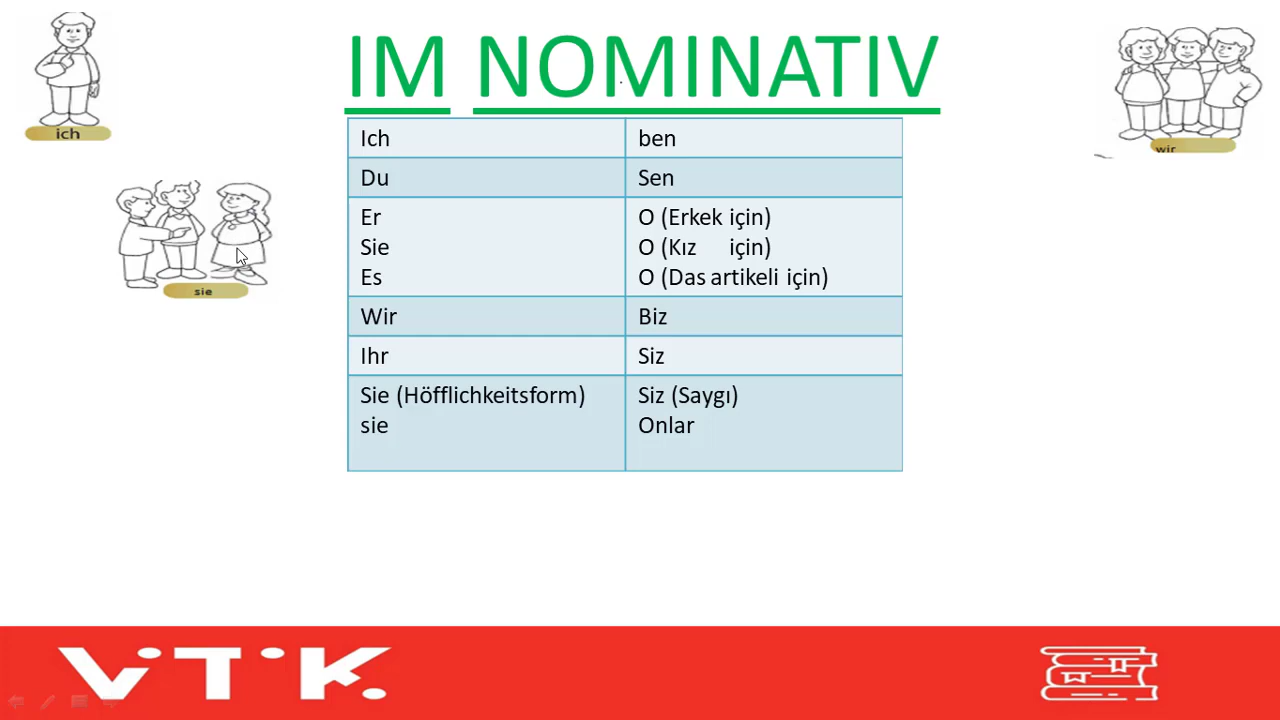 IM NOMINATIV
ich
wir
sie
Ich ben
Du Sen
Er O (Erkek için)
Sie O (Kız için)
Es O (Das artikeli için)
Wir Biz
Ihr Siz
Sie (Höfflichkeitsform) Siz (Saygı)
sie Onlar
VTK